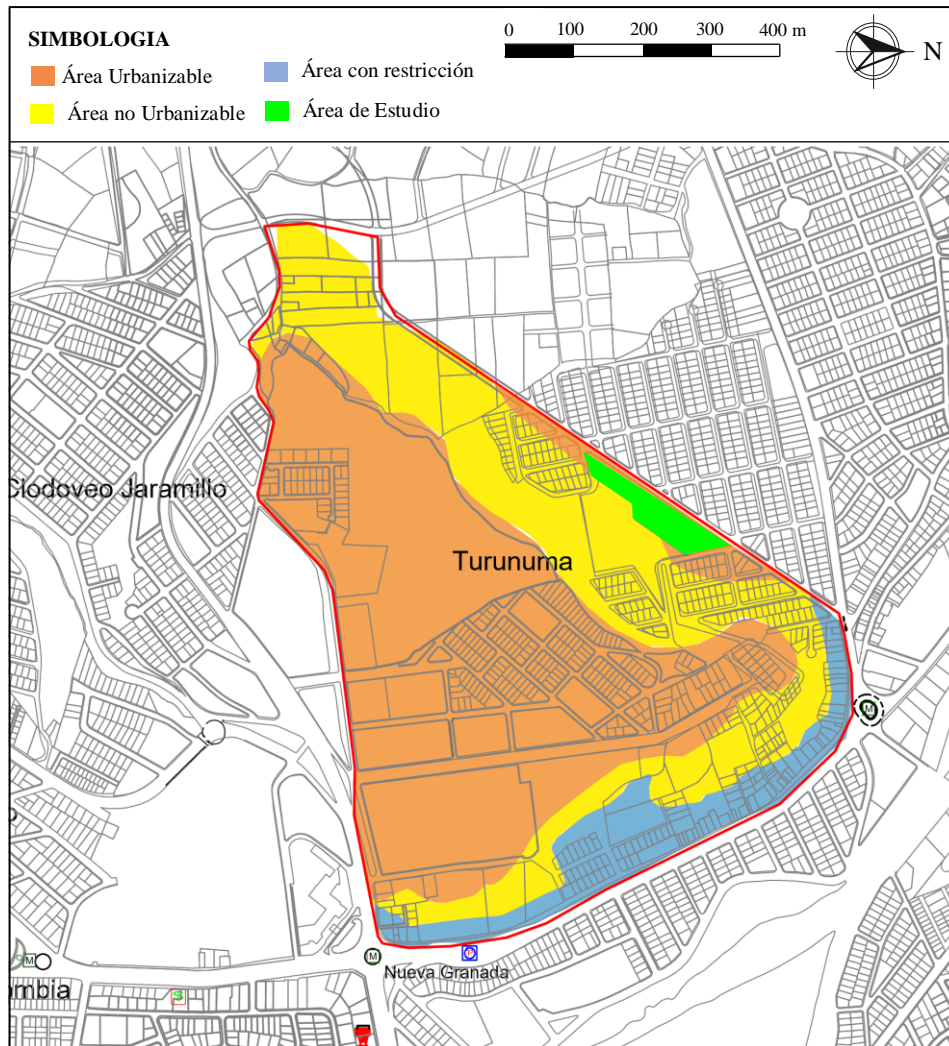 SIMBOLOGIA
0 100 200 300 400 m
N
Área Urbanizable
Área con restricción
Área no Urbanizable
Área de Estudio
Clodoveo Jaramillo
Turunuma
M
P
M
M
Nueva Granada
ombia
S